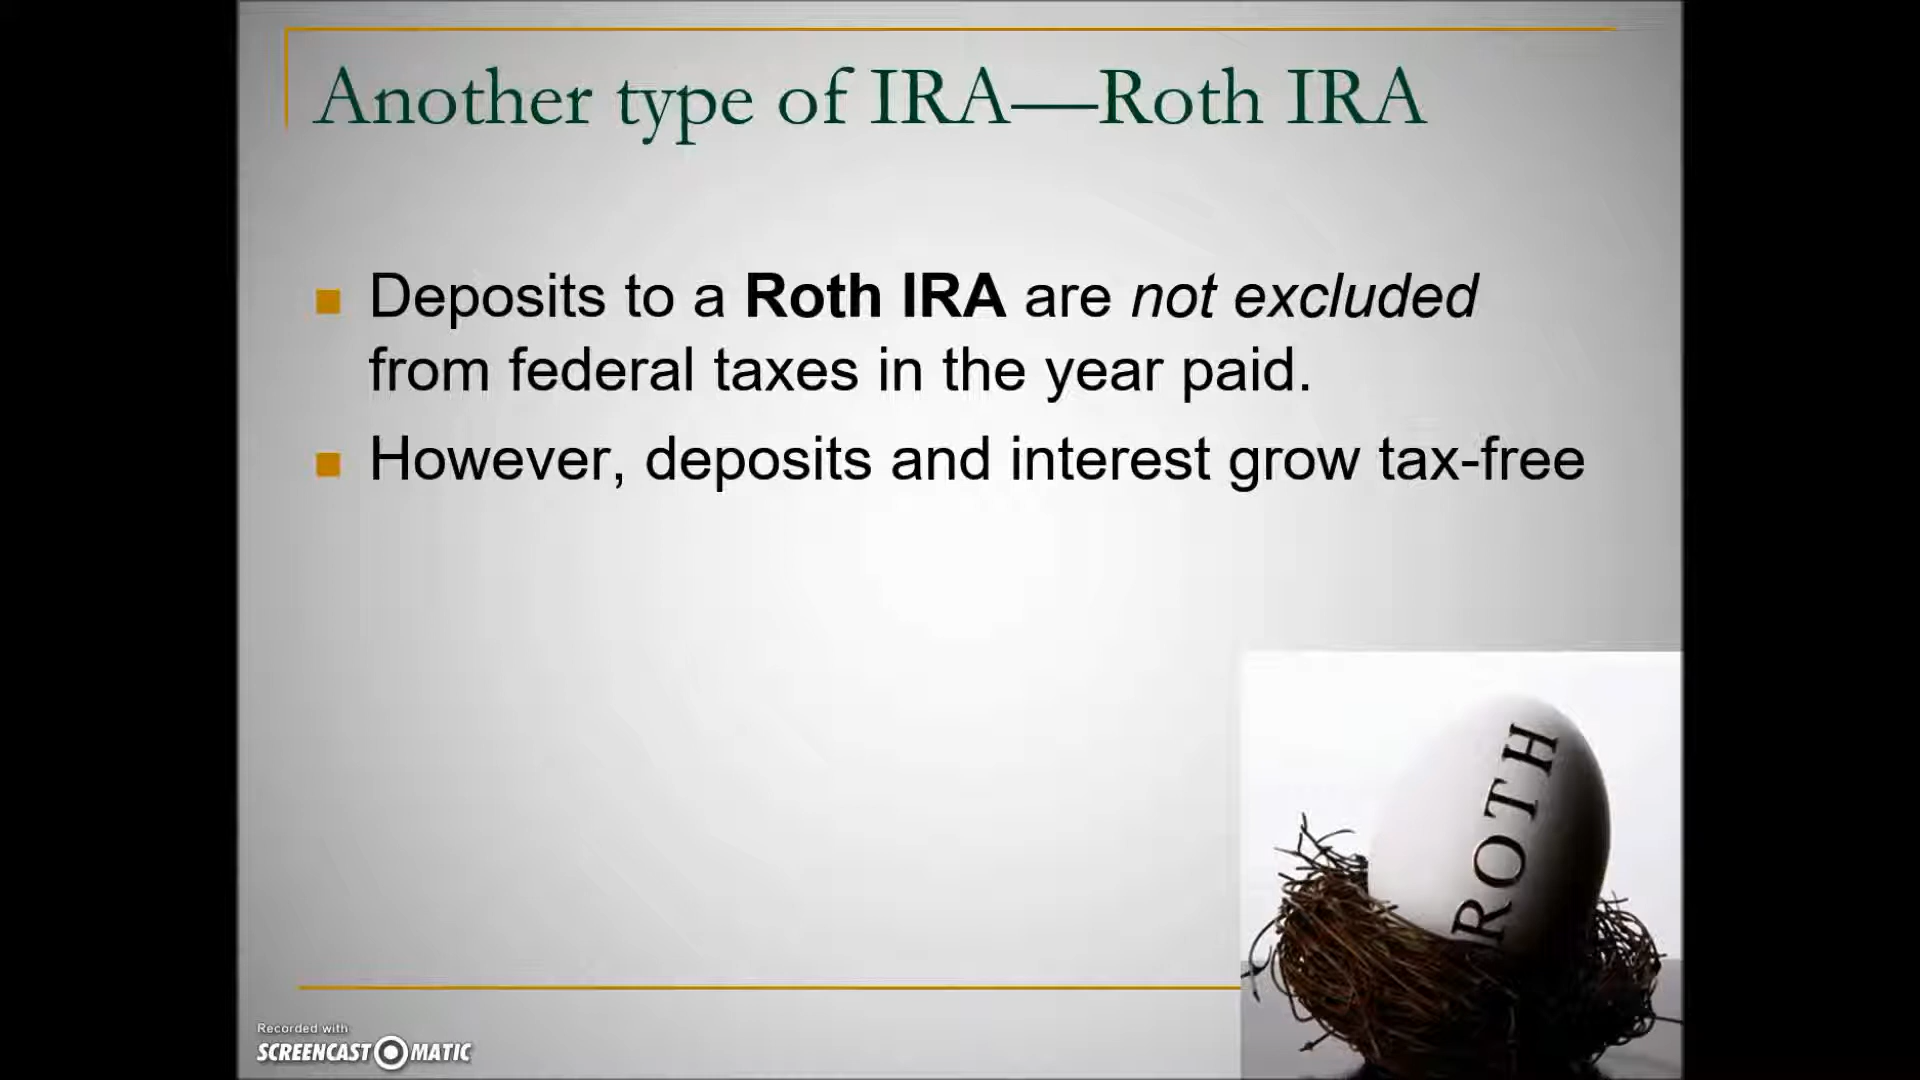 Another type of IRA—Roth IRA
Deposits to a Roth IRA are not excluded
from federal taxes in the year paid.
However, deposits and interest grow tax-free
ROTH
Recorded with
SCREENCAST O MATIC